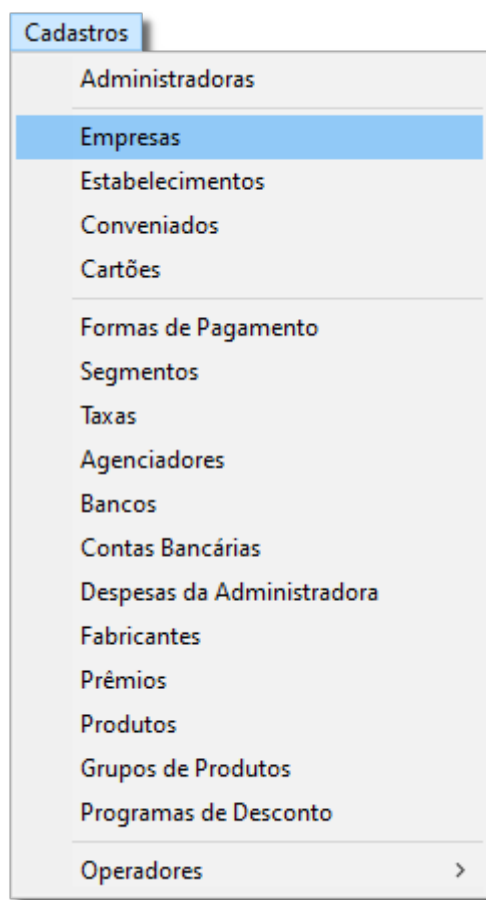 Cadastros
Administradoras
Empresas
Estabelecimentos
Conveniados
Cartões
Formas de Pagamento
Segmentos
Taxas
Agenciadores
Bancos
Contas Bancárias
Despesas da Administradora
Fabricantes
Prêmios
Produtos
Grupos de Produtos
Programas de Desconto
Operadores